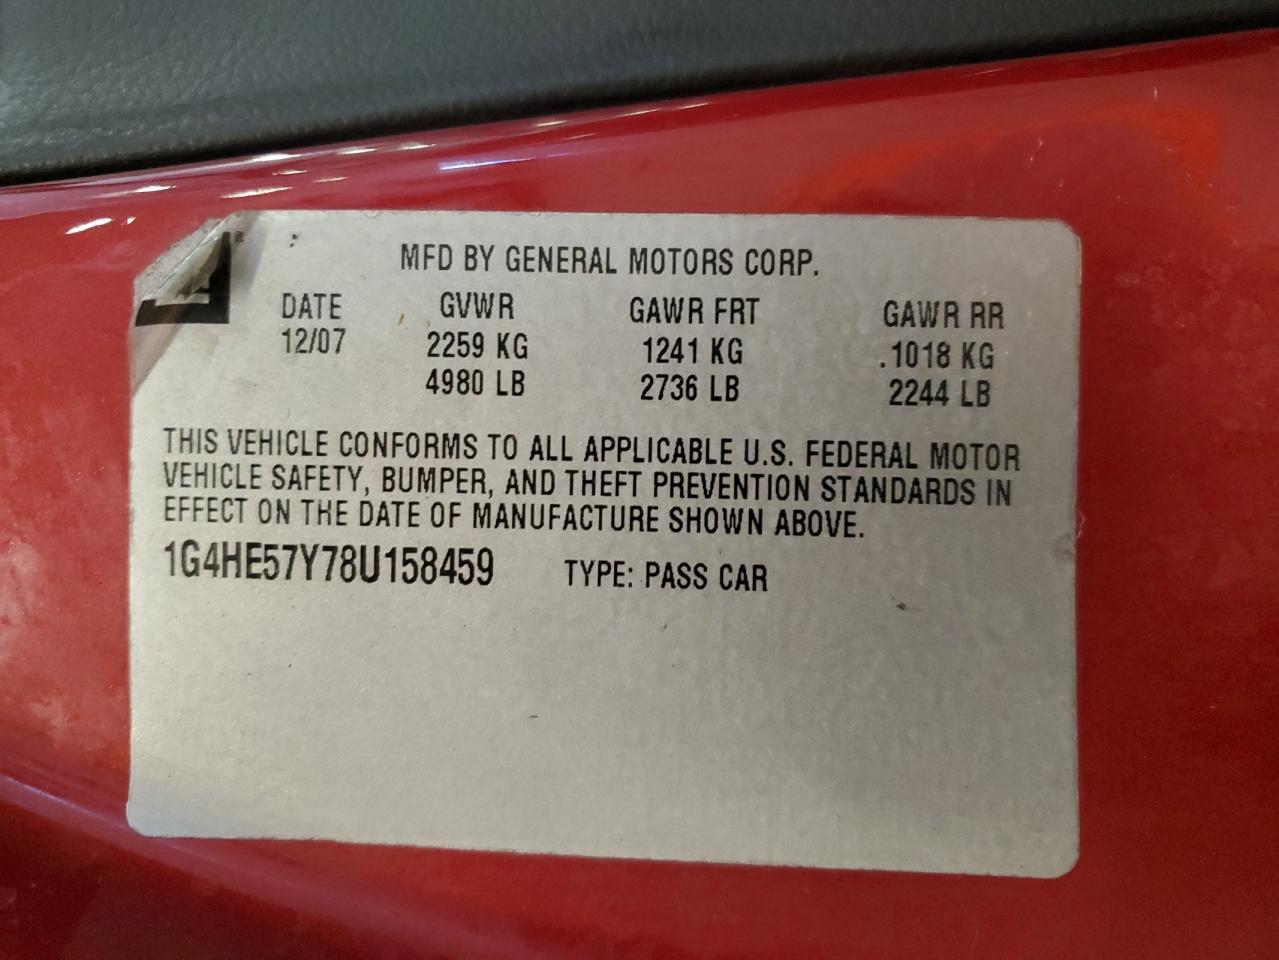 MFD BY GENERAL MOTORS CORP.
DATE GVWR GAWR FRT GAWR RR
12/07 2259 KG 1241 KG .1018 KG
4980 LB 2736 LB 2244 LB
THIS VEHICLE CONFORMS TO ALL APPLICABLE U.S. FEDERAL MOTOR
VEHICLE SAFETY, BUMPER, AND THEFT PREVENTION STANDARDS IN
EFFECT ON THE DATE OF MANUFACTURE SHOWN ABOVE.
1G4HE57Y78U158459 TYPE: PASS CAR